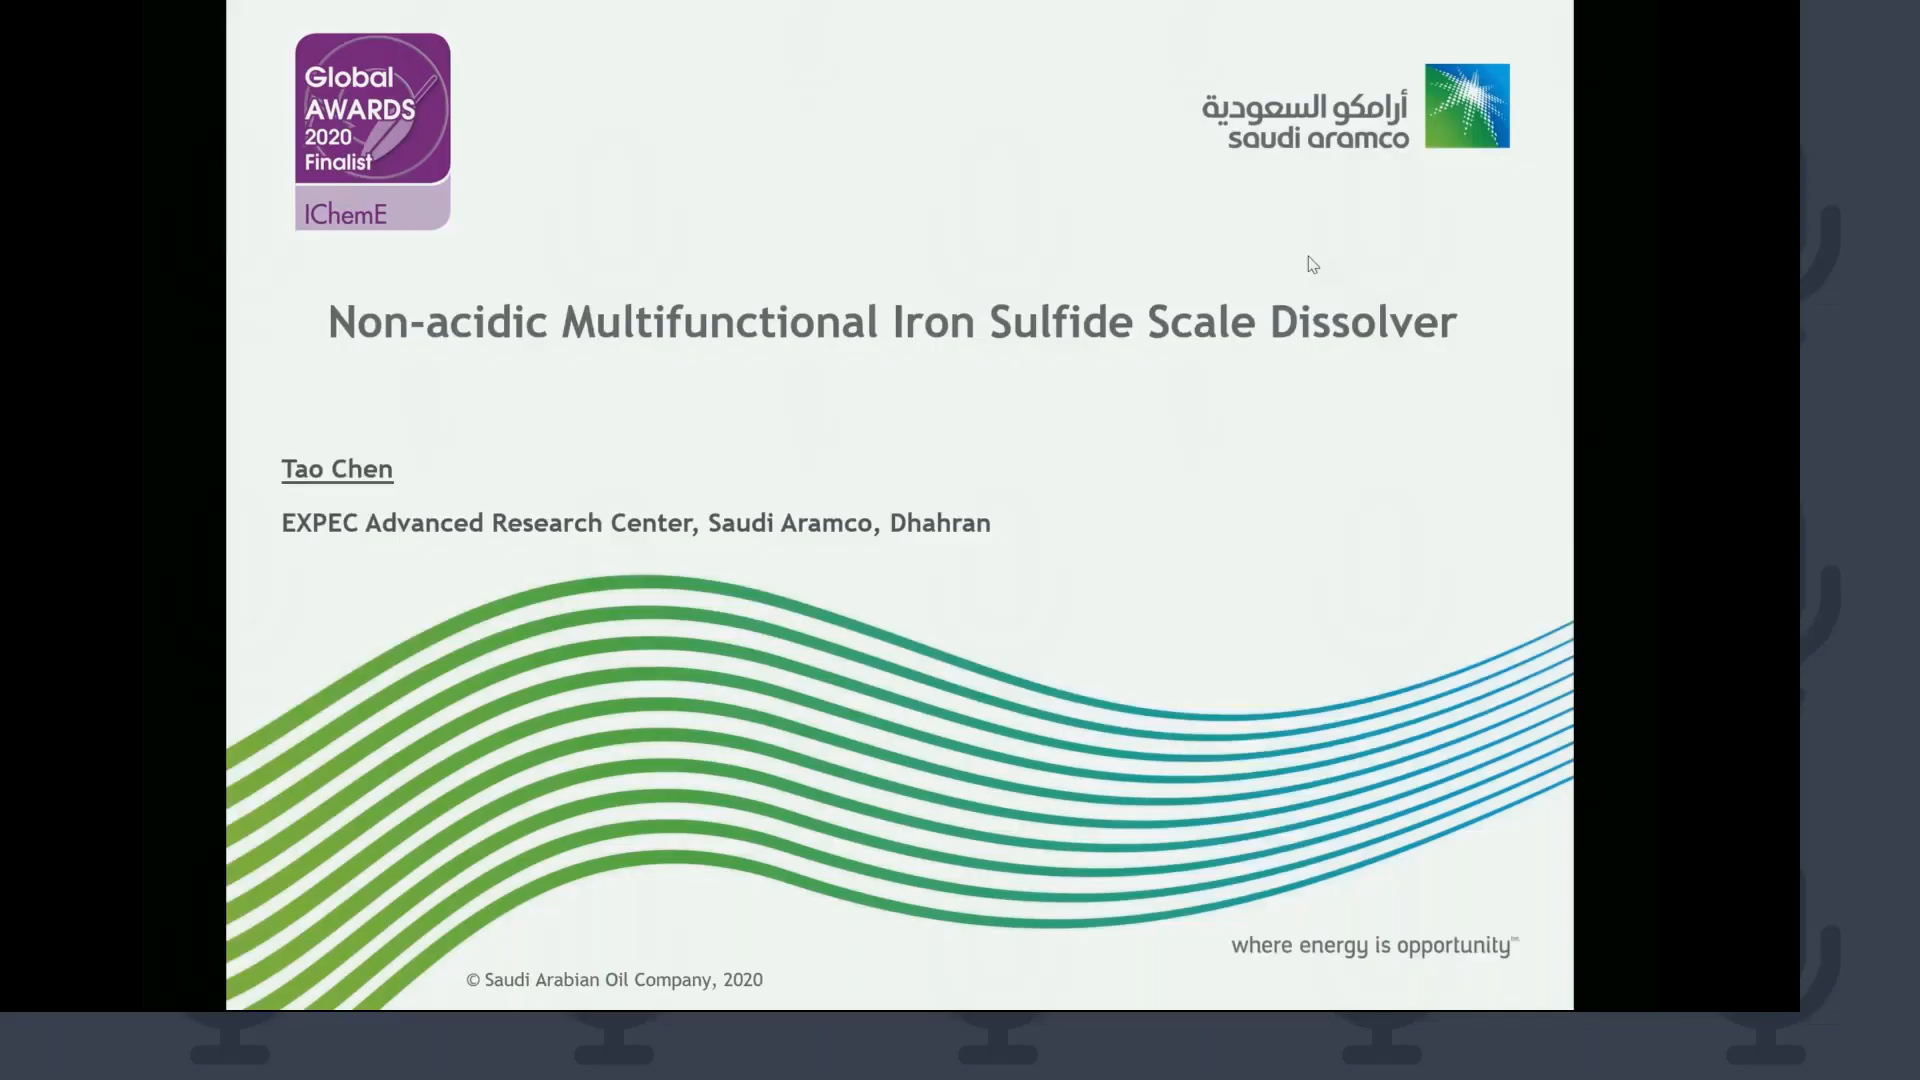 Global
AWARDS
2020
Finalist
IChemE
أرامكو السعودية
saudi aramco
Non-acidic Multifunctional Iron Sulfide Scale Dissolver
Tao Chen
EXPEC Advanced Research Center, Saudi Aramco, Dhahran
where energy is opportunity℠
© Saudi Arabian Oil Company, 2020